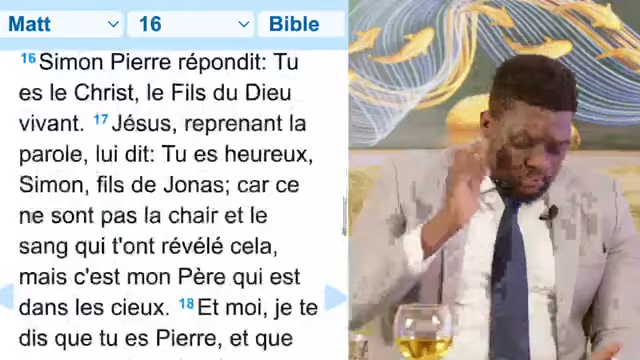 Matt 16 Bible
16 Simon Pierre répondit: Tu
es le Christ, le Fils du Dieu
vivant. 17 Jésus, reprenant la
parole, lui dit: Tu es heureux,
Simon, fils de Jonas; car ce
ne sont pas la chair et le
sang qui t'ont révélé cela,
mais c'est mon Père qui est
dans les cieux. 18 Et moi, je te
dis que tu es Pierre, et que